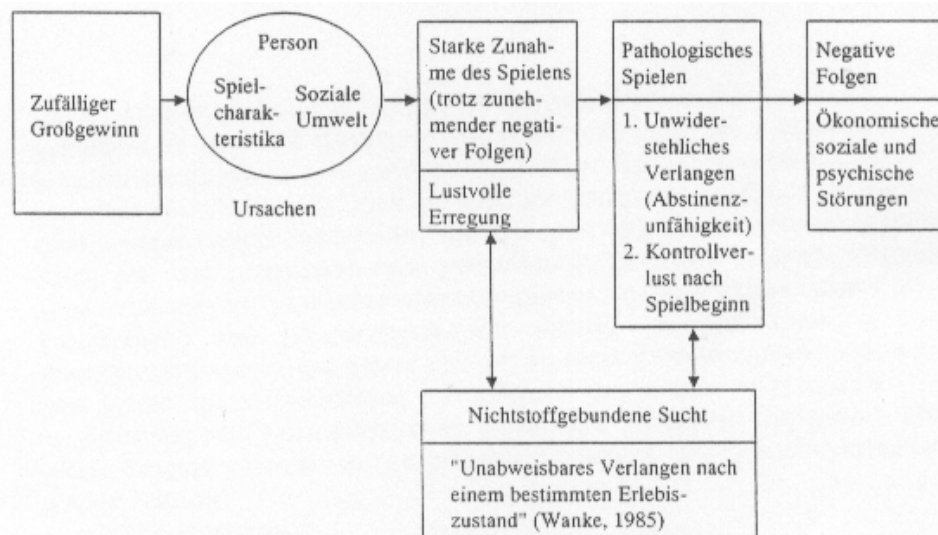 Zufälliger
Großgewinn
Person
Spiel-
charak-
teristika
Soziale
Umwelt
Ursachen
Starke Zunah-
me des Spielens
(trotz zuneh-
mender negati-
ver Folgen)
Lustvolle
Erregung
Pathologisches
Spielen
1. Unwider-
stehliches
Verlangen
(Abstinenz-
unfähigkeit)
2. Kontrollver-
lust nach
Spielbeginn
Negative
Folgen
Ökonomische
soziale und
psychische
Störungen
Nichtstoffgebundene Sucht
"Unabweisbares Verlangen nach
einem bestimmten Erlebis-
zustand" (Wanke, 1985)